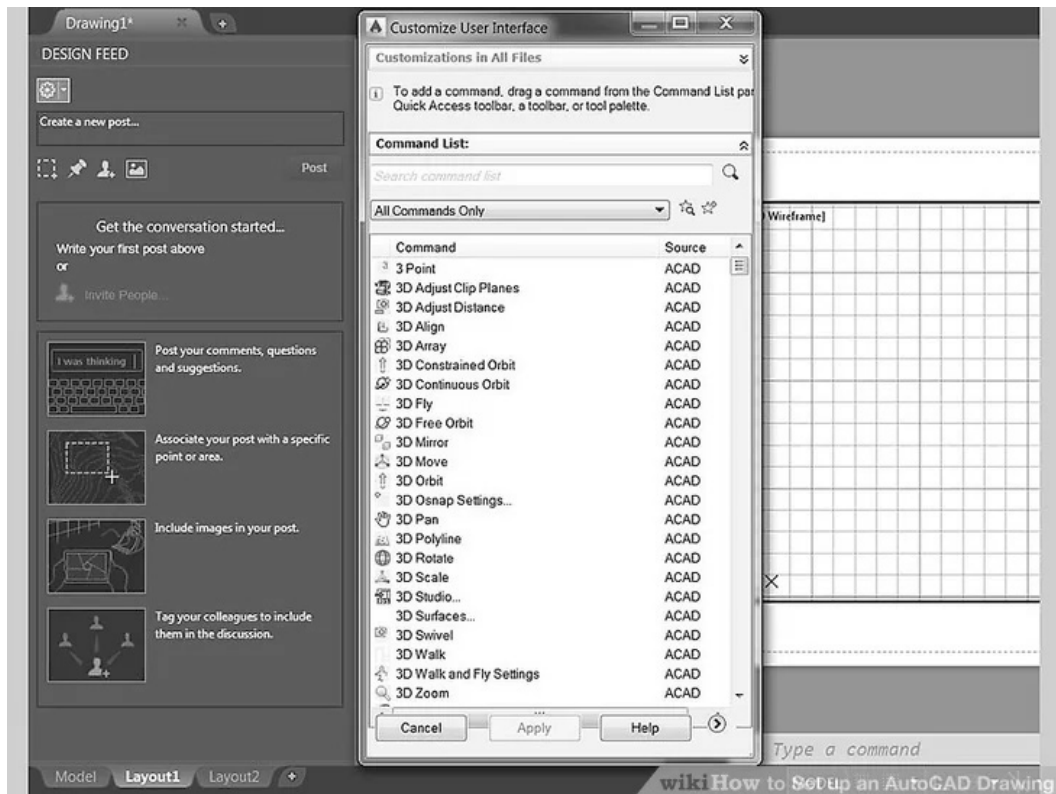 Drawing1*
DESIGN FEED
Create a new post...
Post
Get the conversation started...
Write your first post above
or
Invite People...
I was thinking
Post your comments, questions
and suggestions.
Associate your post with a specific
point or area.
Include images in your post.
Tag your colleagues to include
them in the discussion.
Customize User Interface
Customizations in All Files
To add a command, drag a command from the Command List par
Quick Access toolbar, a toolbar, or tool palette.
Command List:
Search command list
All Commands Only
Command Source
3 Point ACAD
3D Adjust Clip Planes ACAD
3D Adjust Distance ACAD
3D Align ACAD
3D Array ACAD
3D Constrained Orbit ACAD
3D Continuous Orbit ACAD
3D Fly ACAD
3D Free Orbit ACAD
3D Mirror ACAD
3D Move ACAD
3D Orbit ACAD
3D Osnap Settings... ACAD
3D Pan ACAD
3D Polyline ACAD
3D Rotate ACAD
3D Scale ACAD
3D Studio... ACAD
3D Surfaces... ACAD
3D Swivel ACAD
3D Walk ACAD
3D Walk and Fly Settings ACAD
3D Zoom ACAD
Cancel Apply Help
Wireframe]
Type a command
Model Layout1 Layout2
MODEL
wikiHow to Set up an AutoCAD Drawing